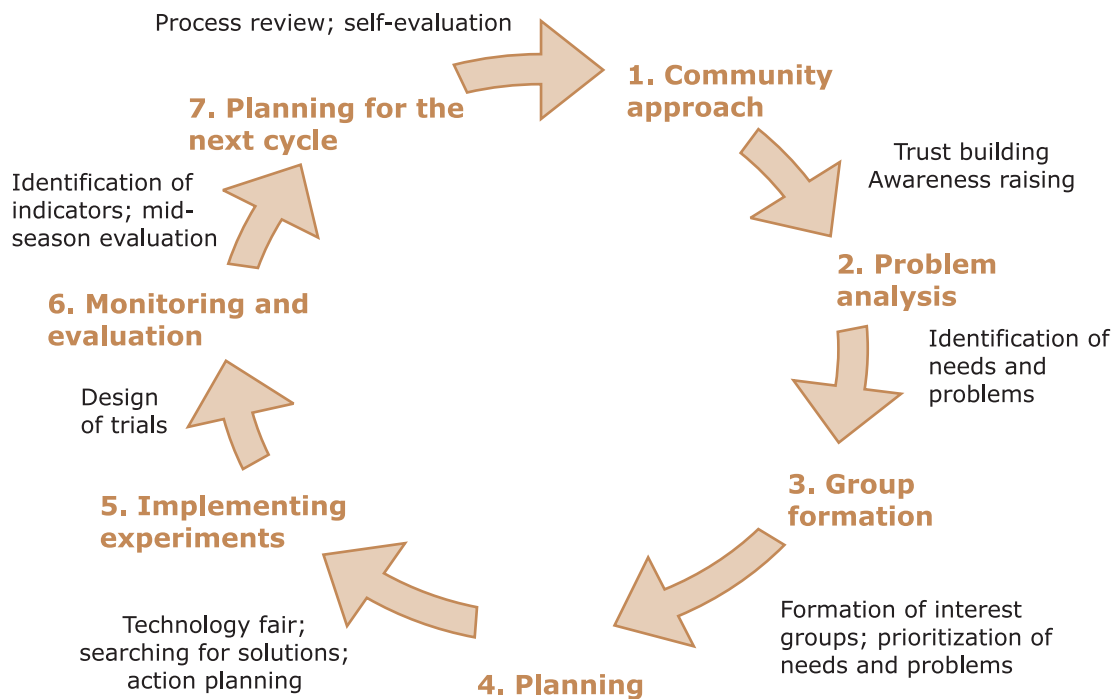 Process review; self-evaluation
1. Community
approach
Trust building
Awareness raising
2. Problem
analysis
Identification of
needs and
problems
3. Group
formation
Formation of interest
groups; prioritization of
needs and problems
4. Planning
Technology fair;
searching for solutions;
action planning
5. Implementing
experiments
Design
of trials
6. Monitoring and
evaluation
Identification of
indicators; mid-
season evaluation
7. Planning for the
next cycle